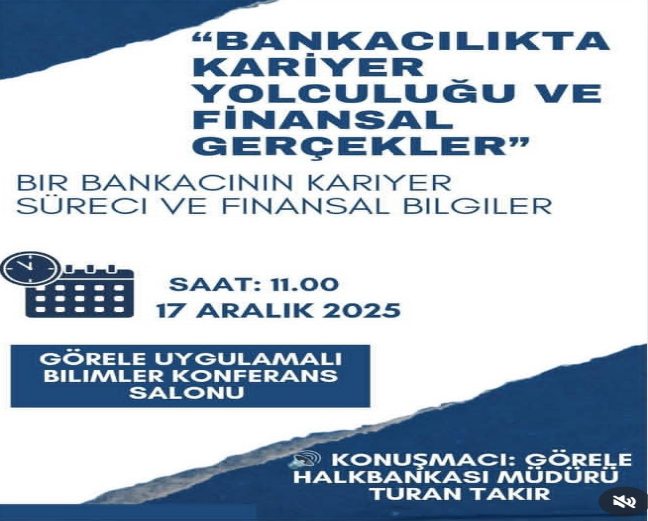 “BANKACILIKTA
KARİYER
YOLCULUĞU VE
FİNANSAL
GERÇEKLER”
BIR BANKACININ KARIYER
SÜRECI VE FINANSAL BILGILER
SAAT: 11.00
17 ARALIK 2025
GÖRELE UYGULAMALI
BILIMLER KONFERANS
SALONU
KONUŞMACI: GÖRELE
HALKBANKASI MÜDÜRÜ
TURAN TAKIR